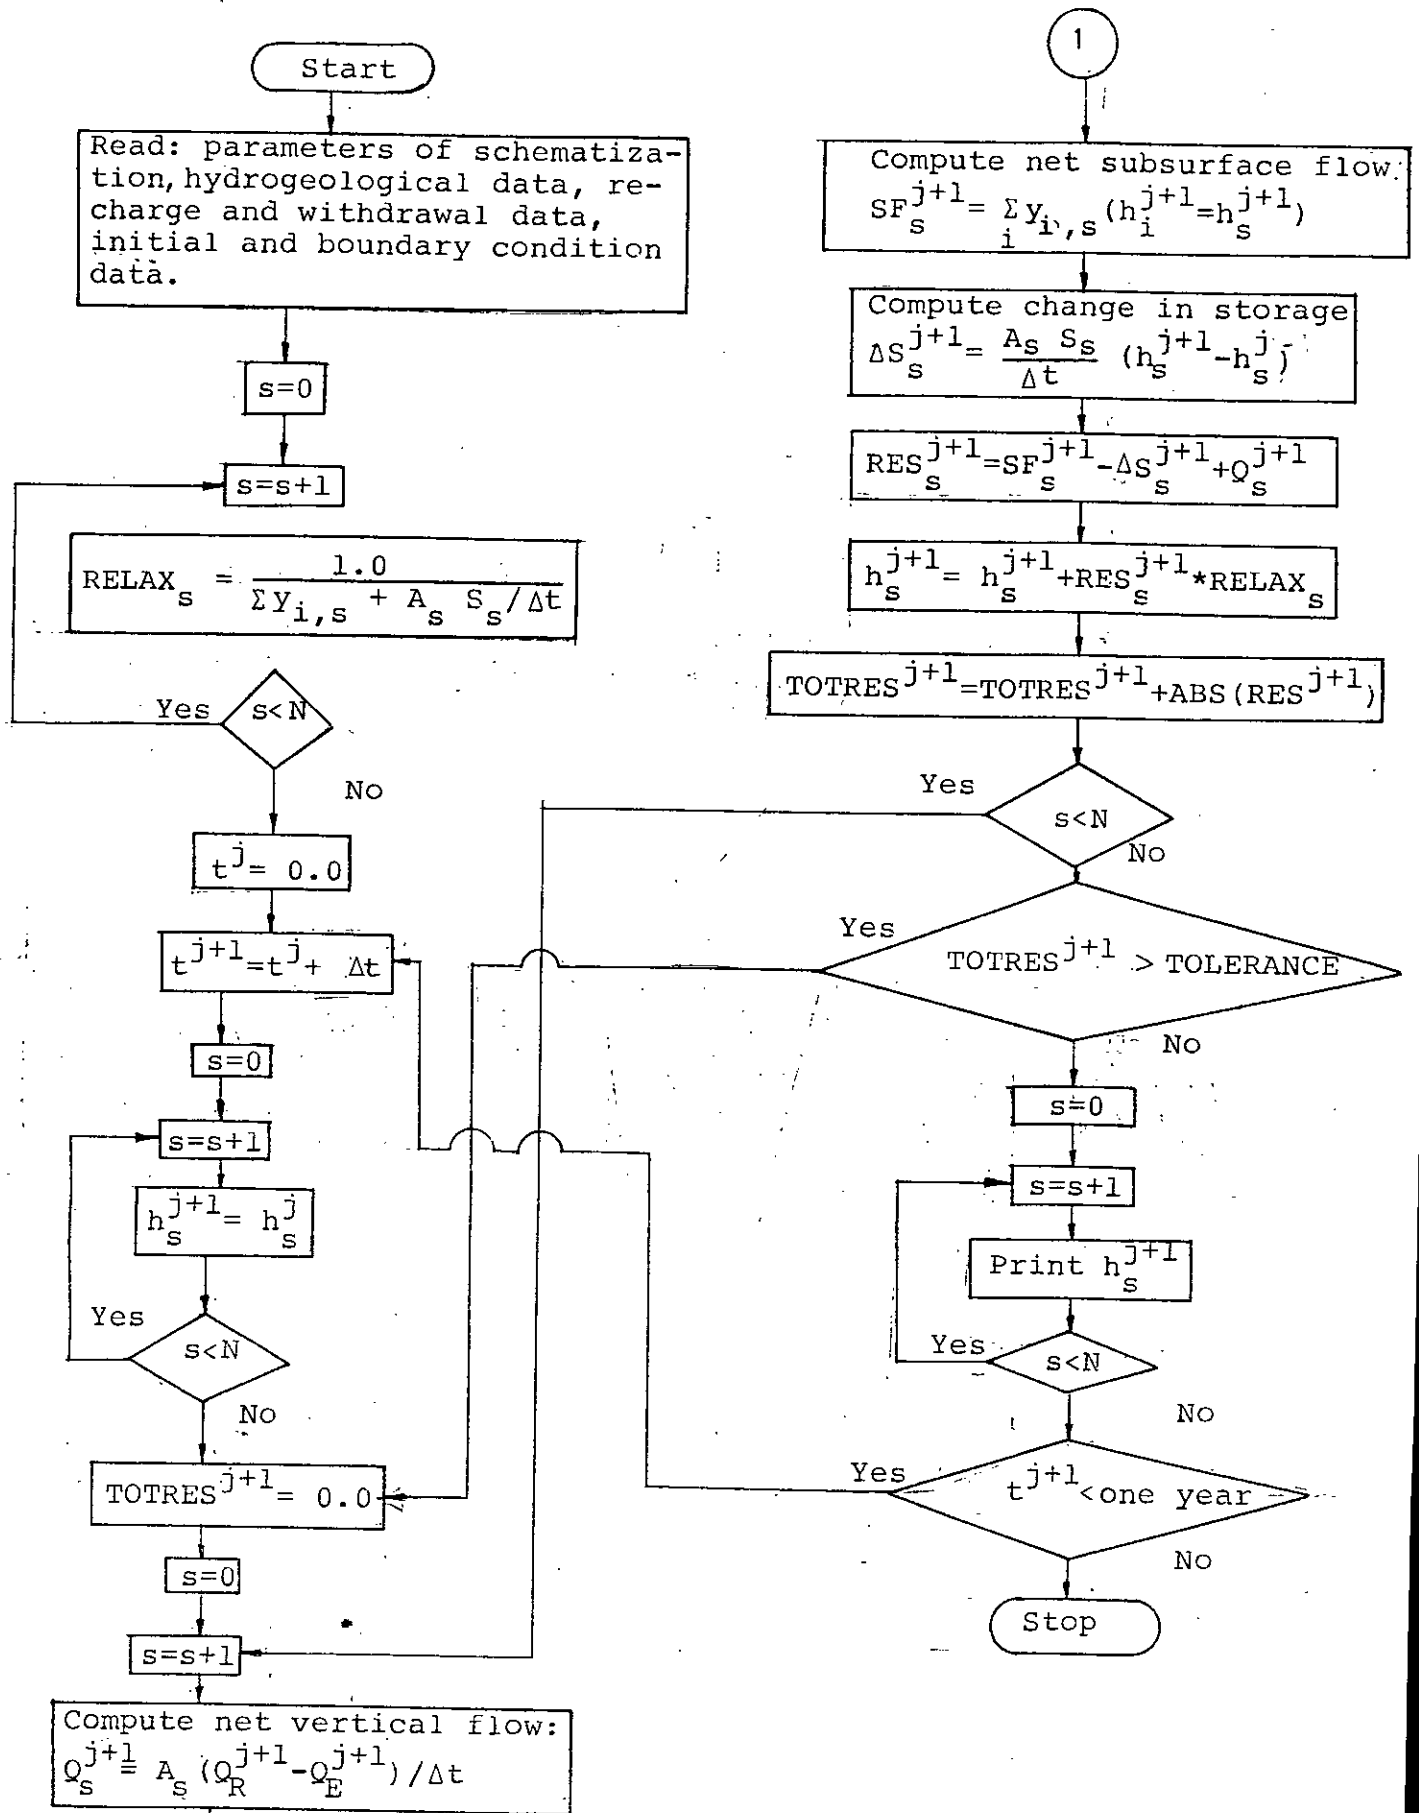 Start
Read: parameters of schematiza-
tion, hydrogeological data, re-
charge and withdrawal data,
initial and boundary condition
data.
s=0
s=s+1
RELAX_s = 1.0 / (Σy_{i,s} + A_s S_s/Δt)
s<N
Yes
No
t^j = 0.0
t^{j+1}=t^j+ Δt
s=0
s=s+1
h_s^{j+1} = h_s^j
Yes
s<N
No
TOTRES^{j+1} = 0.0
s=0
s=s+1
Compute net vertical flow:
Q_s^{j+1} = A_s (Q_R^{j+1}-Q_E^{j+1})/Δt
1
Compute net subsurface flow:
SF_s^{j+1} = Σ_i y_{i,s} (h_i^{j+1}=h_s^{j+1})
Compute change in storage
ΔS_s^{j+1} = A_s S_s / Δt (h_s^{j+1}-h_s^j)
RES_s^{j+1}=SF_s^{j+1}-ΔS_s^{j+1}+Q_s^{j+1}
h_s^{j+1} = h_s^{j+1}+RES_s^{j+1}*RELAX_s
TOTRES^{j+1}=TOTRES^{j+1}+ABS(RES^{j+1})
Yes
s<N
No
Yes
TOTRES^{j+1} > TOLERANCE
No
s=0
s=s+1
Print h_s^{j+1}
Yes
s<N
No
Yes
t^{j+1}<one year
No
Stop